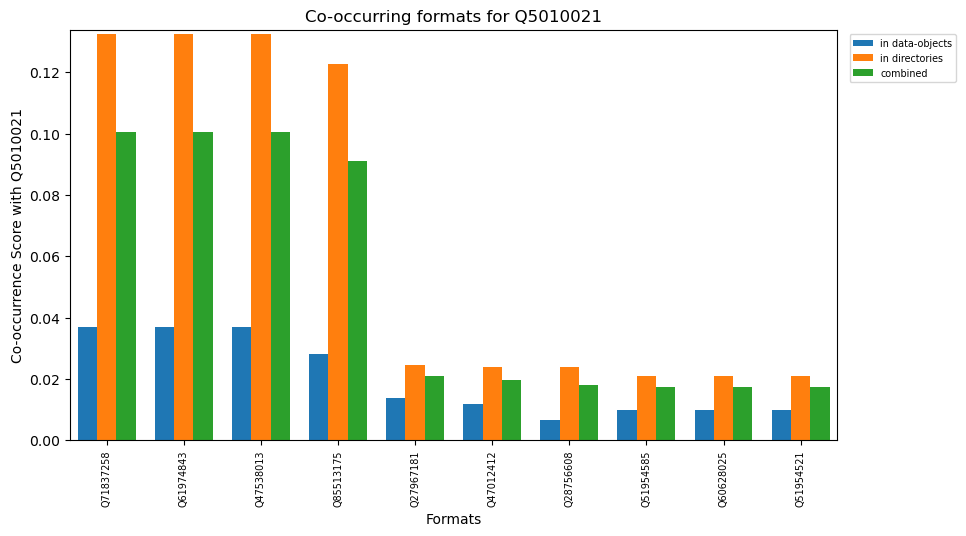 Co-occurring formats for Q5010021
in data-objects
in directories
combined
Co-occurrence Score with Q5010021
0.12
0.10
0.08
0.06
0.04
0.02
0.00
Q71837258
Q61974843
Q47538013
Q85513175
Q27967181
Q47012412
Q28756608
Q51954585
Q60628025
Q51954521
Formats